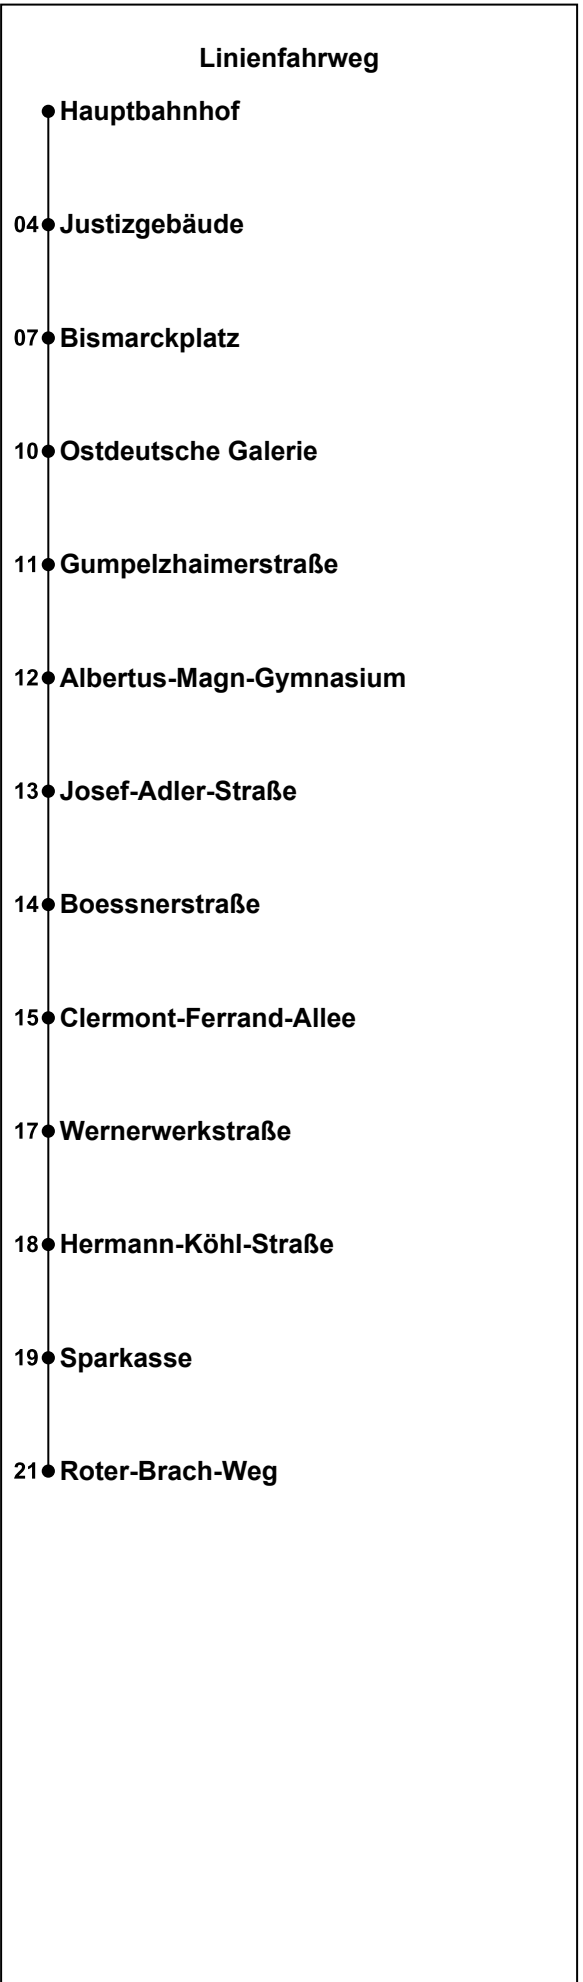 Linienfahrweg
Hauptbahnhof
04 Justizgebäude
07 Bismarckplatz
10 Ostdeutsche Galerie
11 Gumpelzhaimerstraße
12 Albertus-Magn-Gymnasium
13 Josef-Adler-Straße
14 Boessnerstraße
15 Clermont-Ferrand-Allee
17 Wernerwerkstraße
18 Hermann-Köhl-Straße
19 Sparkasse
21 Roter-Brach-Weg